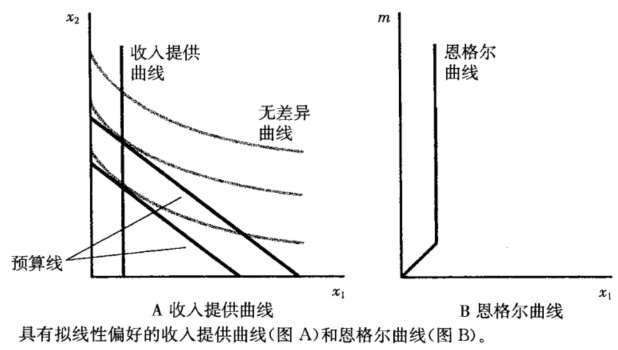 x₂
收入提供
曲线
无差异
曲线
预算线
x₁
A 收入提供曲线
m
恩格尔
曲线
x₁
B 恩格尔曲线
具有拟线性偏好的收入提供曲线(图 A)和恩格尔曲线(图 B)。